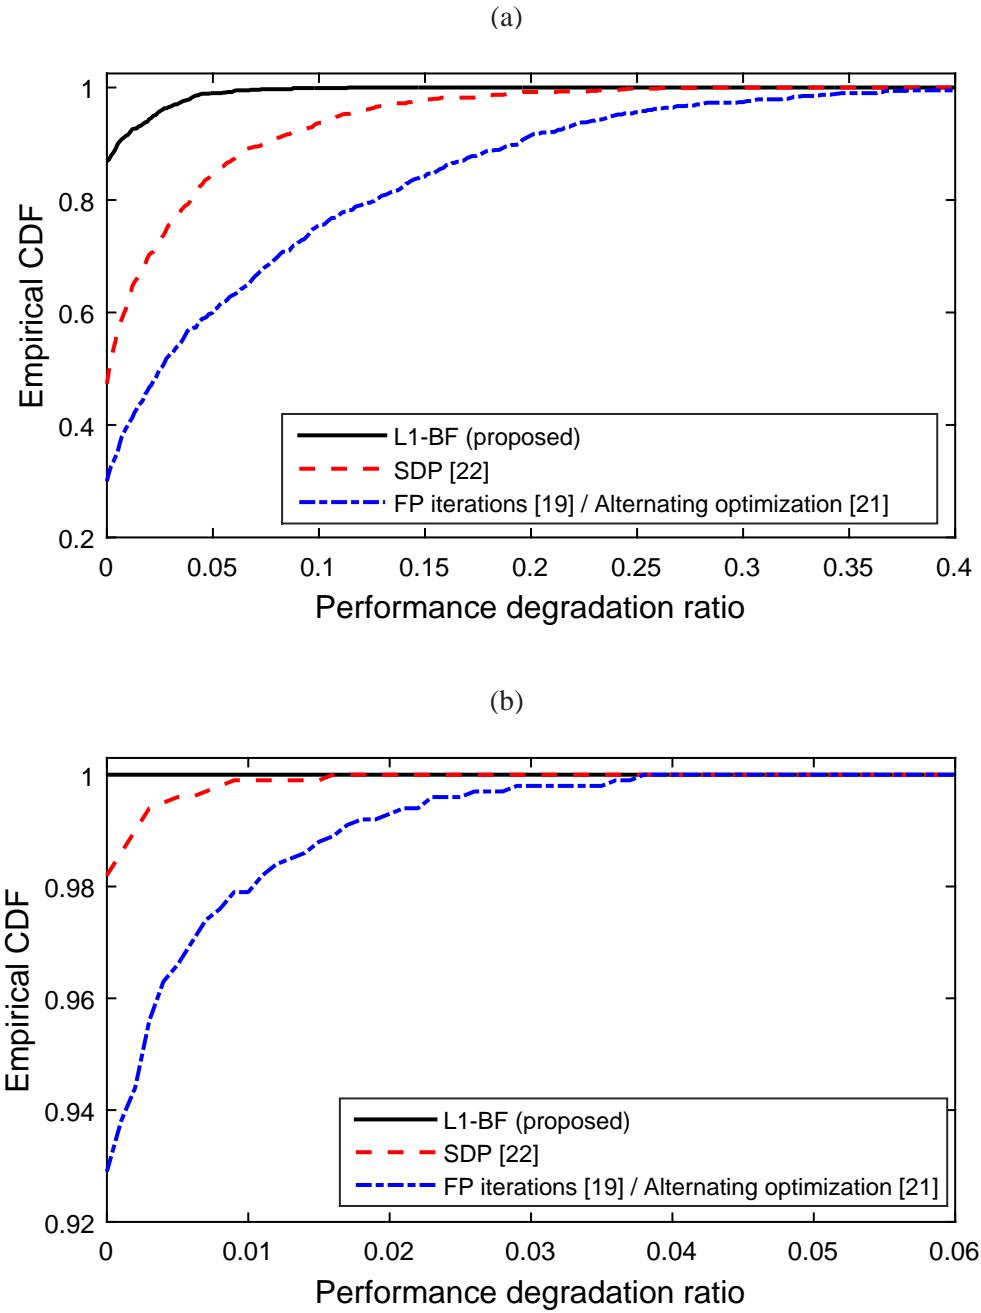 (a)
1
0.8
0.6
0.4
0.2
Empirical CDF
L1-BF (proposed)
SDP [22]
FP iterations [19] / Alternating optimization [21]
0 0.05 0.1 0.15 0.2 0.25 0.3 0.35 0.4
Performance degradation ratio
(b)
1
0.98
0.96
0.94
0.92
Empirical CDF
L1-BF (proposed)
SDP [22]
FP iterations [19] / Alternating optimization [21]
0 0.01 0.02 0.03 0.04 0.05 0.06
Performance degradation ratio